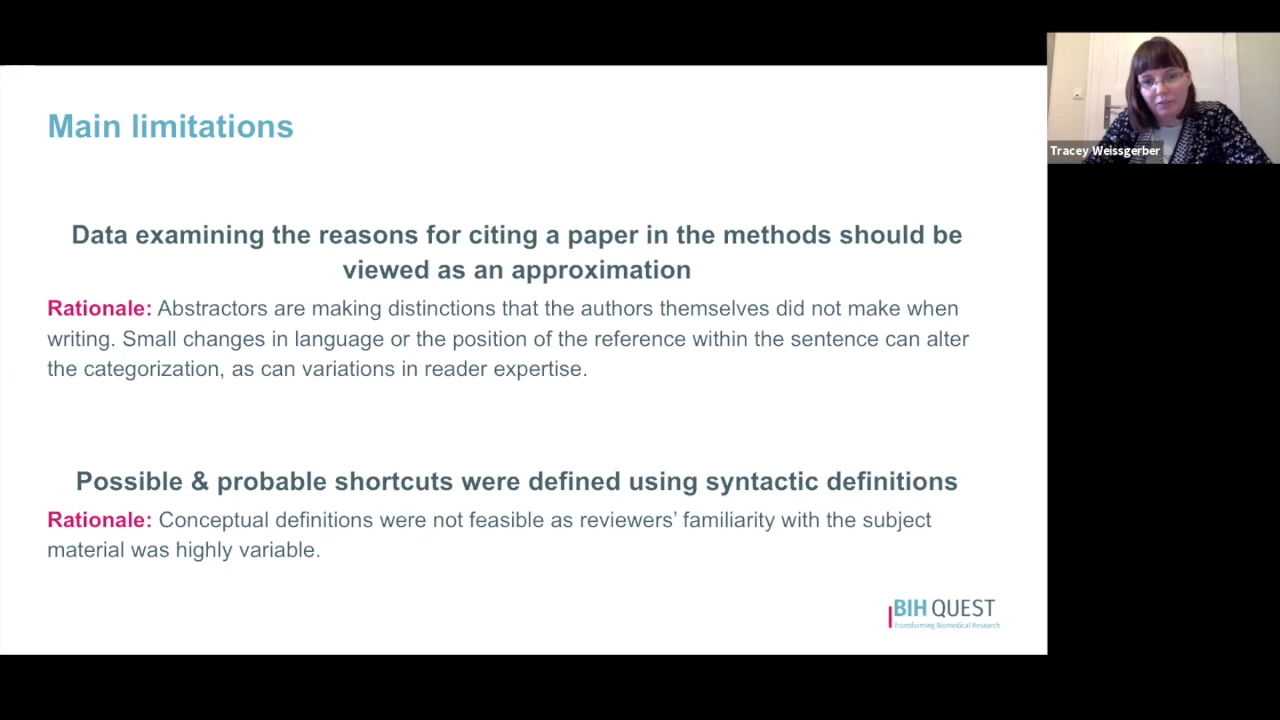 Main limitations
Tracey Weissgerber
Data examining the reasons for citing a paper in the methods should be
viewed as an approximation
Rationale: Abstractors are making distinctions that the authors themselves did not make when
writing. Small changes in language or the position of the reference within the sentence can alter
the categorization, as can variations in reader expertise.
Possible & probable shortcuts were defined using syntactic definitions
Rationale: Conceptual definitions were not feasible as reviewers’ familiarity with the subject
material was highly variable.
BIH QUEST
Transforming Biomedical Research